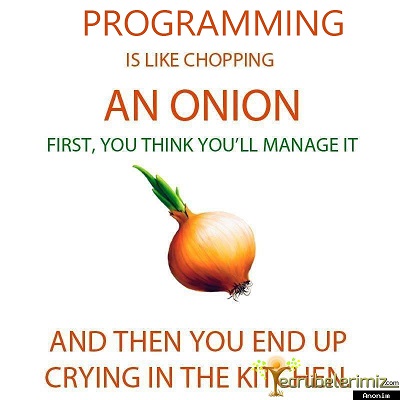 PROGRAMMING
IS LIKE CHOPPING
AN ONION
FIRST, YOU THINK YOU'LL MANAGE IT
AND THEN YOU END UP
CRYING IN THE KITCHEN
Tecrubelerimiz.com
Anonim